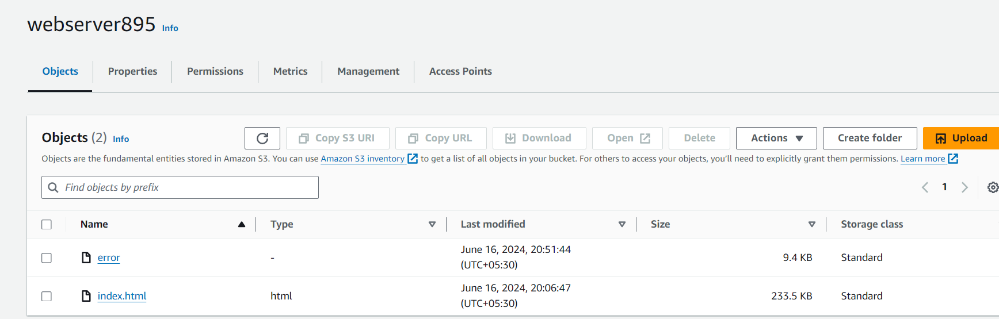 webserver895 Info
Objects Properties Permissions Metrics Management Access Points
Objects (2) Info Copy S3 URI Copy URL Download Open Delete Actions Create folder Upload
Objects are the fundamental entities stored in Amazon S3. You can use Amazon S3 inventory to get a list of all objects in your bucket. For others to access your objects, you'll need to explicitly grant them permissions. Learn more
Find objects by prefix 1
Name Type Last modified Size Storage class
error - June 16, 2024, 20:51:44 (UTC+05:30) 9.4 KB Standard
index.html html June 16, 2024, 20:06:47 (UTC+05:30) 233.5 KB Standard